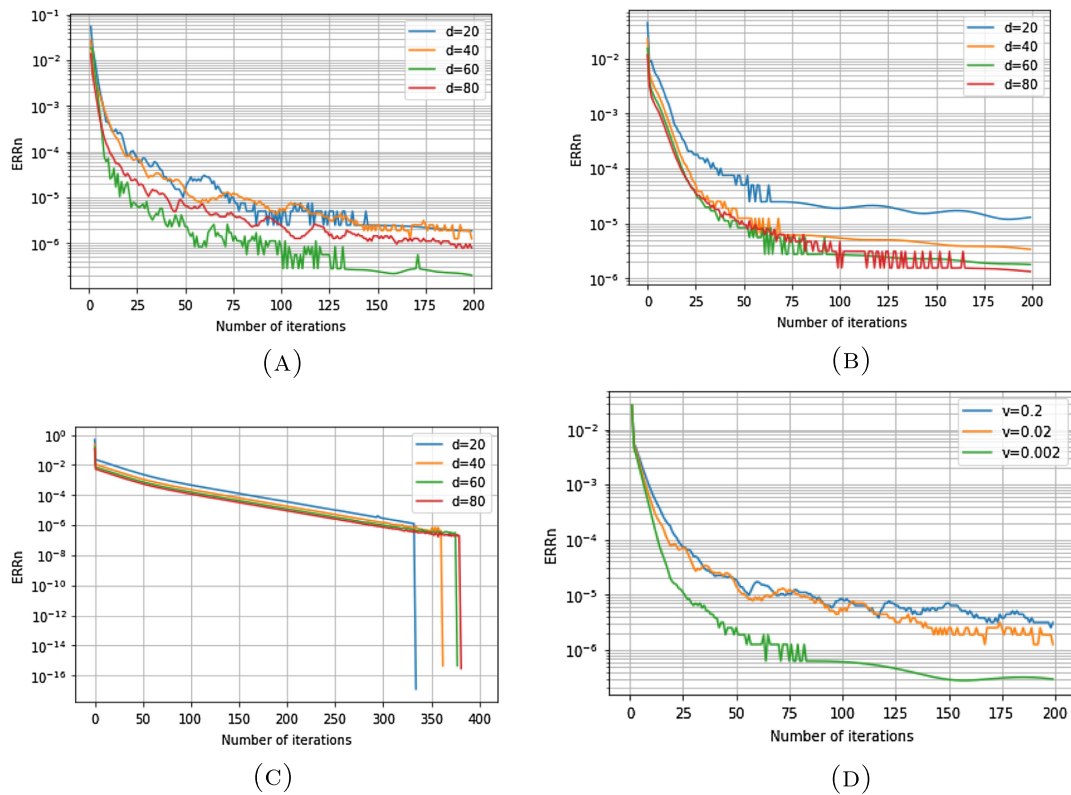 10⁻¹
10⁻²
10⁻³
10⁻⁴
10⁻⁵
10⁻⁶
ERRn
d=20
d=40
d=60
d=80
0 25 50 75 100 125 150 175 200
Number of iterations
(A)
10⁻²
10⁻³
10⁻⁴
10⁻⁵
10⁻⁶
ERRn
d=20
d=40
d=60
d=80
0 25 50 75 100 125 150 175 200
Number of iterations
(B)
10⁰
10⁻²
10⁻⁴
10⁻⁶
10⁻⁸
10⁻¹⁰
10⁻¹²
10⁻¹⁴
10⁻¹⁶
ERRn
d=20
d=40
d=60
d=80
0 50 100 150 200 250 300 350 400
Number of iterations
(C)
10⁻²
10⁻³
10⁻⁴
10⁻⁵
10⁻⁶
ERRn
v=0.2
v=0.02
v=0.002
0 25 50 75 100 125 150 175 200
Number of iterations
(D)